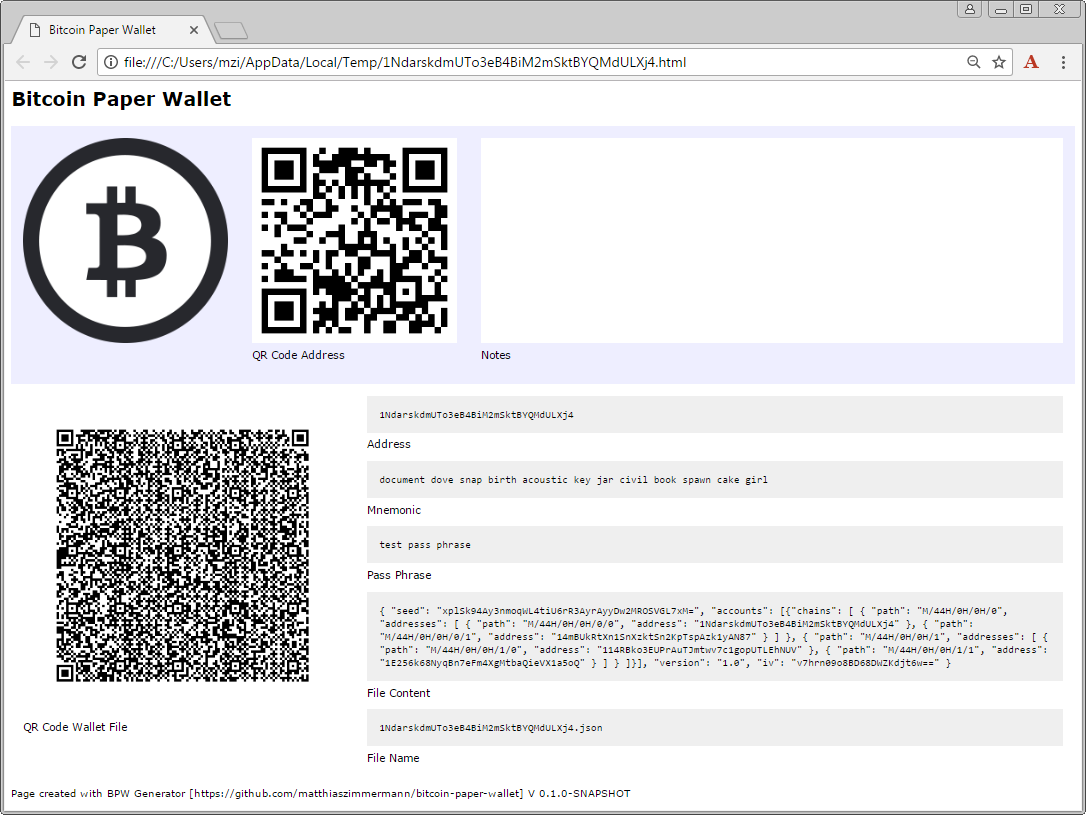 Bitcoin Paper Wallet
file:///C:/Users/mzi/AppData/Local/Temp/1NdarskdmUTo3eB4BiM2mSktBYQMdULXj4.html
Bitcoin Paper Wallet
QR Code Address
Notes
1NdarskdmUTo3eB4BiM2mSktBYQMdULXj4
Address
document dove snap birth acoustic key jar civil book spawn cake girl
Mnemonic
test pass phrase
Pass Phrase
{ "seed": "xplSk94Ay3nmoqWL4tiU6rR3AyrAyyDw2MROSVGL7xM=", "accounts": [{"chains": [ { "path": "M/44H/0H/0H/0",
"addresses": [ { "path": "M/44H/0H/0H/0/0", "address": "1NdarskdmUTo3eB4BiM2mSktBYQMdULXj4" }, { "path":
"M/44H/0H/0H/0/1", "address": "14mBUkRtXn1SnXzktSn2KpTspAzk1yAN87" } ] }, { "path": "M/44H/0H/0H/1", "addresses": [ {
"path": "M/44H/0H/0H/1/0", "address": "114RBko3EUPrAuTJmtwv7c1gopUTLEhNUV" }, { "path": "M/44H/0H/0H/1/1", "address":
"1E256k68NyqBn7eFm4XgMtbaQieVX1a5oQ" } ] } ]}], "version": "1.0", "iv": "v7hrn09o8BD68DWZKdjt6w==" }
File Content
QR Code Wallet File
1NdarskdmUTo3eB4BiM2mSktBYQMdULXj4.json
File Name
Page created with BPW Generator [https://github.com/matthiaszimmermann/bitcoin-paper-wallet] V 0.1.0-SNAPSHOT